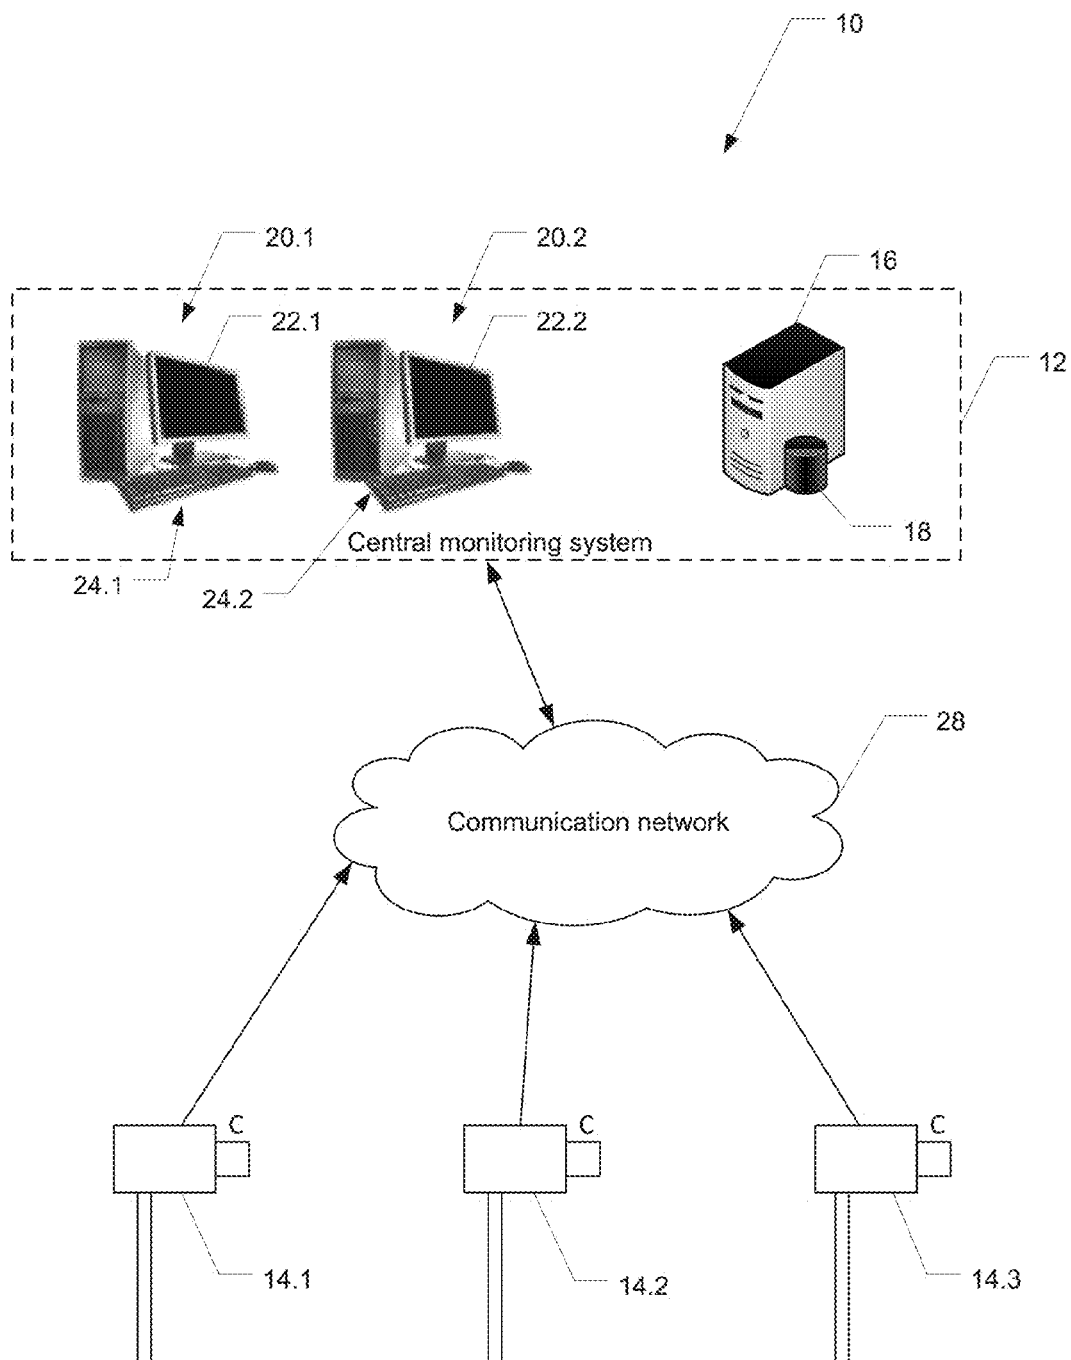 10
20.1
20.2
16
22.1
22.2
12
18
Central monitoring system
24.1
24.2
28
Communication network
C
C
C
14.1
14.2
14.3